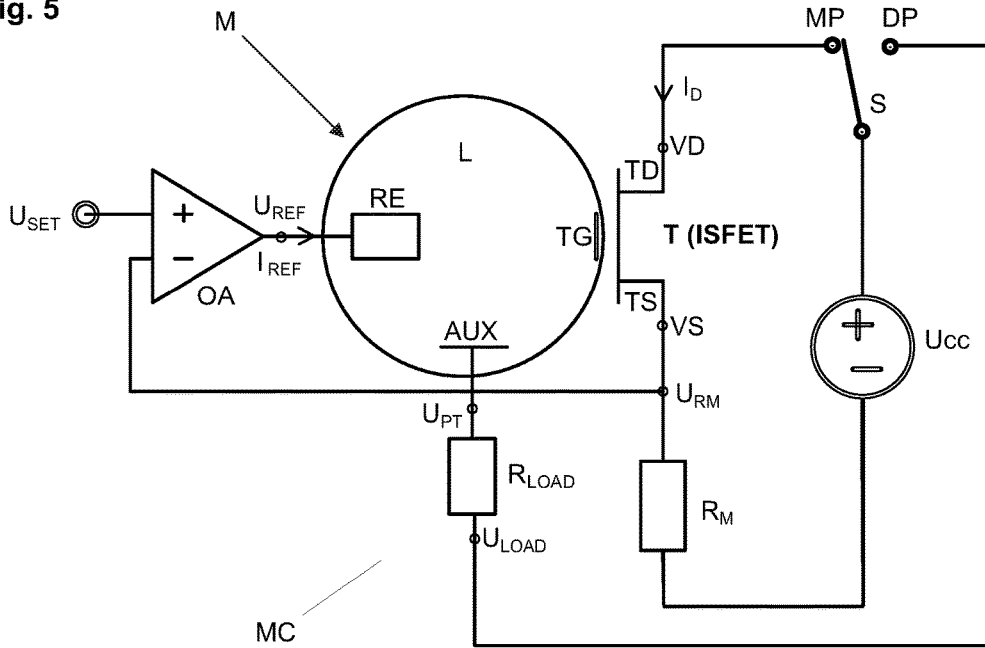 ig. 5
M
MP DP
I_D
S
L
VD
TD
U_SET
+
U_REF
RE
TG
T (ISFET)
−
I_REF
OA
TS
AUX
VS
+
Ucc
−
U_PT
U_RM
R_LOAD
R_M
U_LOAD
MC